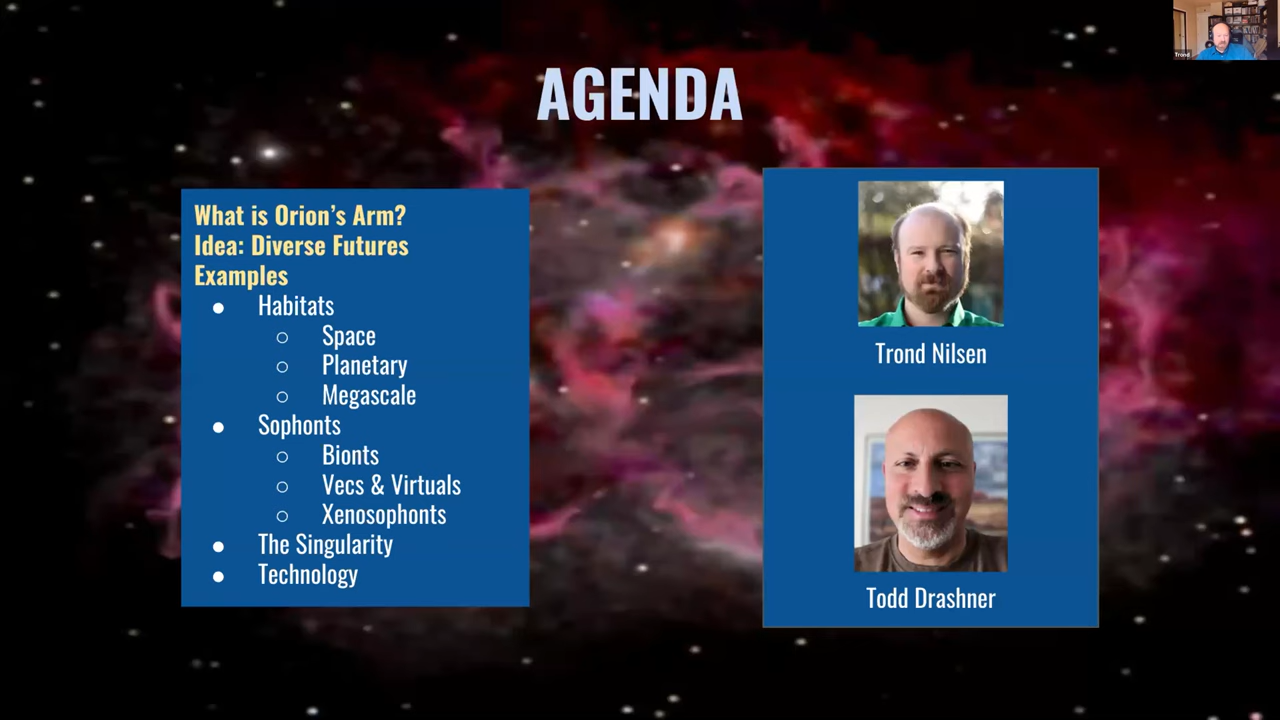 Trond
AGENDA
What is Orion's Arm?
Idea: Diverse Futures
Examples
● Habitats
○ Space
○ Planetary
○ Megascale
● Sophonts
○ Bionts
○ Vecs & Virtuals
○ Xenosophonts
● The Singularity
● Technology
Trond Nilsen
Todd Drashner